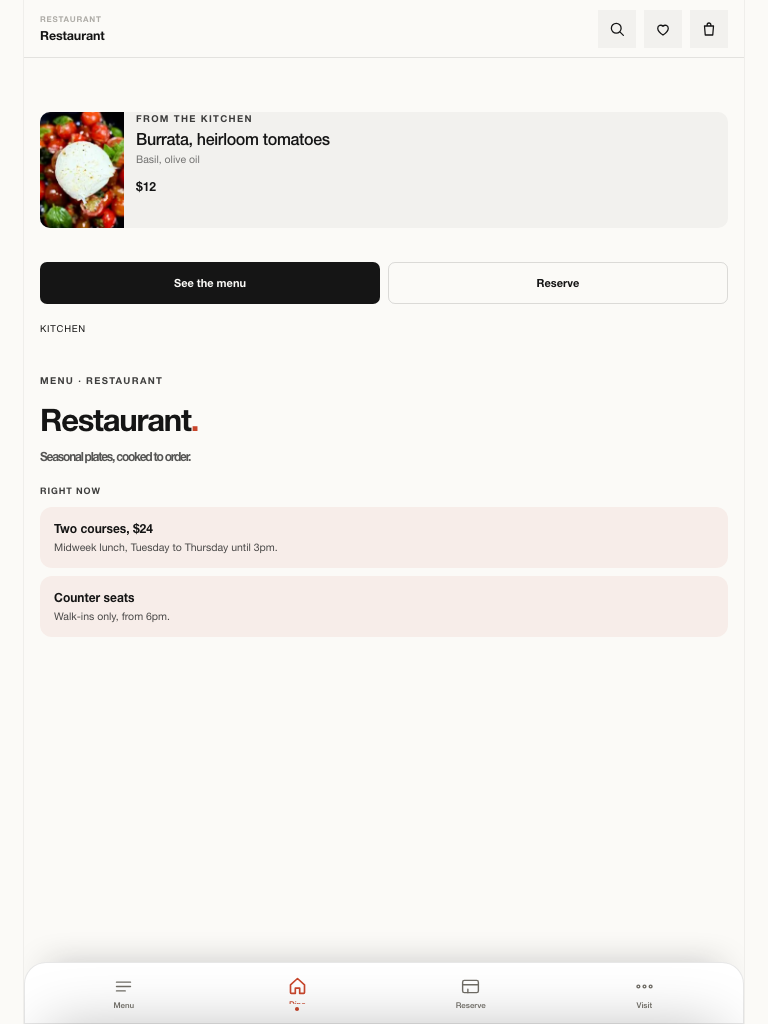 RESTAURANT
Restaurant
FROM THE KITCHEN
Burrata, heirloom tomatoes
Basil, olive oil
$12
See the menu
Reserve
KITCHEN
MENU · RESTAURANT
Restaurant.
Seasonal plates, cooked to order.
RIGHT NOW
Two courses, $24
Midweek lunch, Tuesday to Thursday until 3pm.
Counter seats
Walk-ins only, from 6pm.
Menu
Reserve
Visit